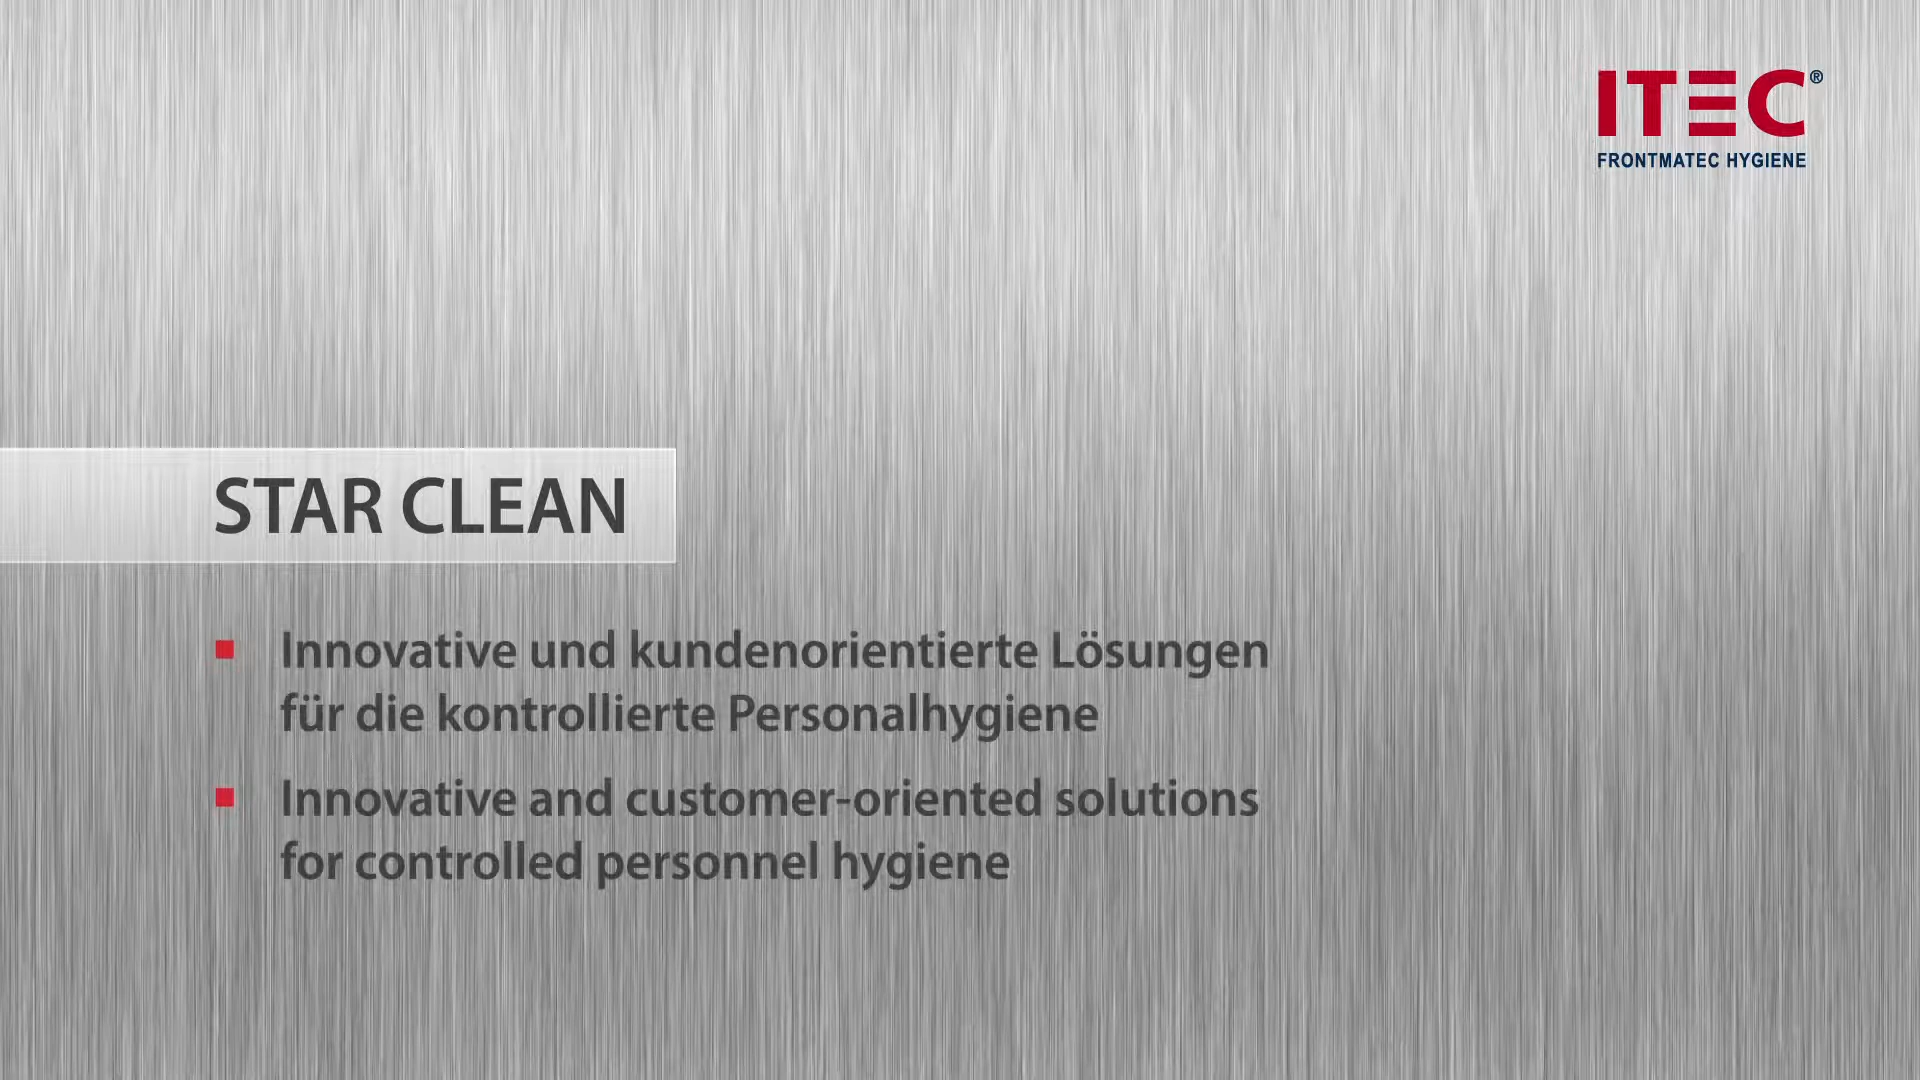 ITEC®
FRONTMATEC HYGIENE
STAR CLEAN
Innovative und kundenorientierte Lösungen
für die kontrollierte Personalhygiene
Innovative and customer-oriented solutions
for controlled personnel hygiene